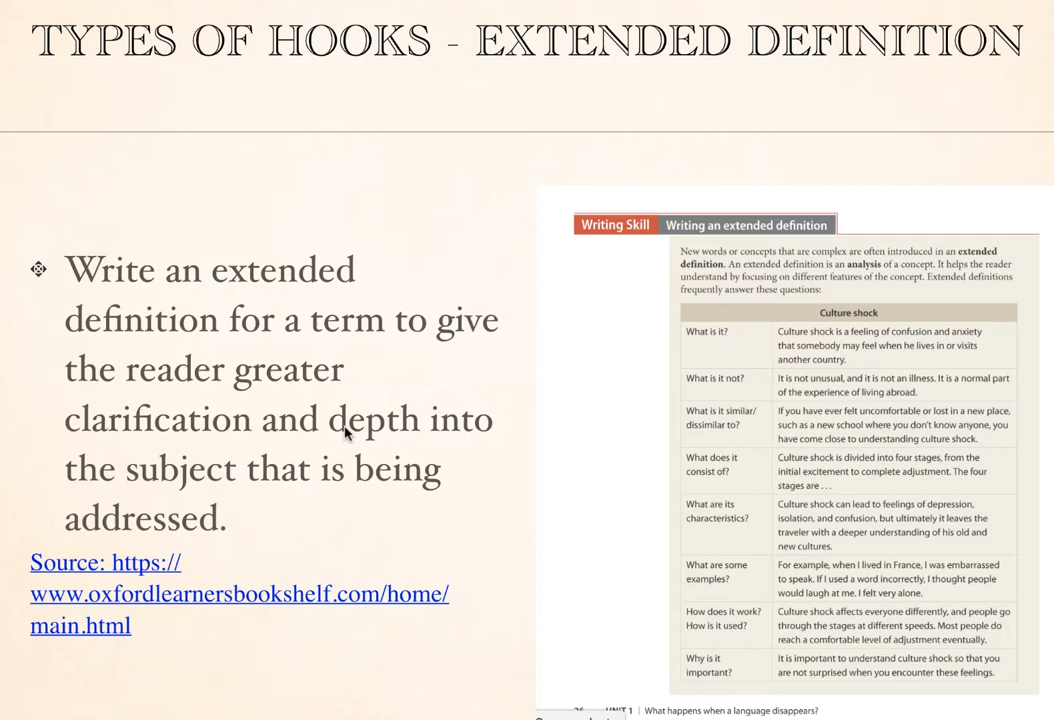 TYPES OF HOOKS - EXTENDED DEFINITION
Write an extended
definition for a term to give
the reader greater
clarification and depth into
the subject that is being
addressed.
Source: https://
www.oxfordlearnersbookshelf.com/home/
main.html
Writing Skill Writing an extended definition
New words or concepts that are complex are often introduced in an extended
definition. An extended definition is an analysis of a concept. It helps the reader
understand by focusing on different features of the concept. Extended definitions
frequently answer these questions:
Culture shock
What is it?
Culture shock is a feeling of confusion and anxiety
that somebody may feel when he lives in or visits
another country.
What is it not?
It is not unusual, and it is not an illness. It is a normal part
of the experience of living abroad.
What is it similar/
dissimilar to?
If you have ever felt uncomfortable or lost in a new place,
such as a new school where you don't know anyone, you
have come close to understanding culture shock.
What does it
consist of?
Culture shock is divided into four stages, from the
initial excitement to complete adjustment. The four
stages are . . .
What are its
characteristics?
Culture shock can lead to feelings of depression,
isolation, and confusion, but ultimately it leaves the
traveler with a deeper understanding of his old and
new cultures.
What are some
examples?
For example, when I lived in France, I was embarrassed
to speak. If I used a word incorrectly, I thought people
would laugh at me. I felt very alone.
How does it work?
How is it used?
Culture shock affects everyone differently, and people go
through the stages at different speeds. Most people do
reach a comfortable level of adjustment eventually.
Why is it
important?
It is important to understand culture shock so that you
are not surprised when you encounter these feelings.
UNIT 1 | What happens when a language disappears?